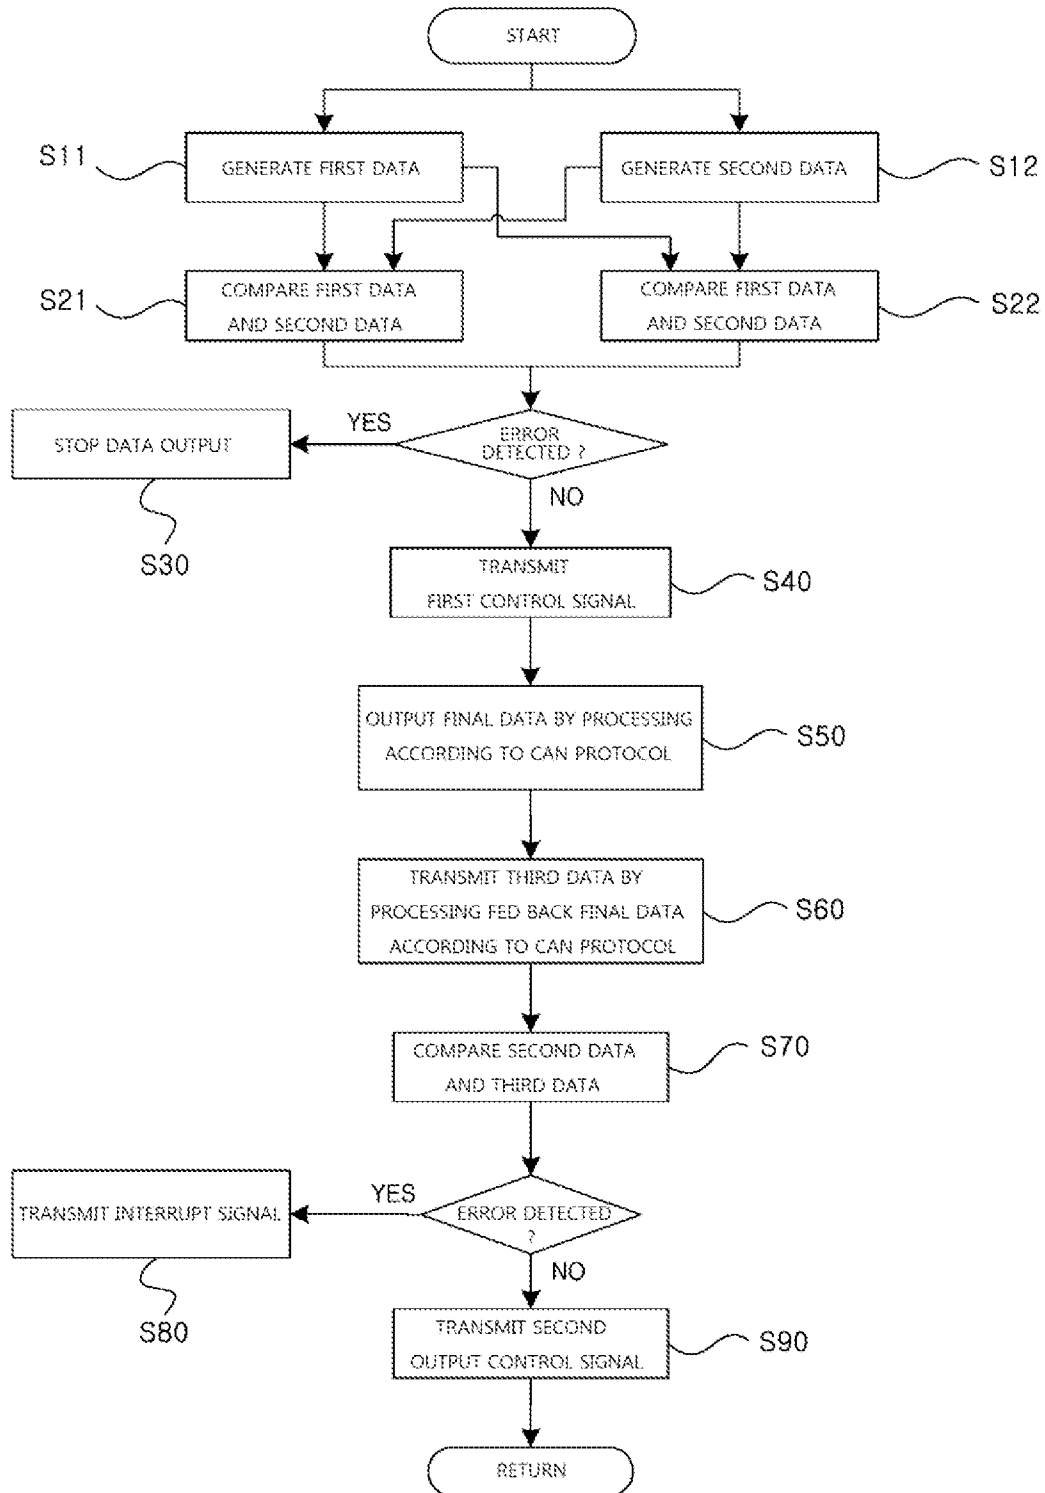 START
S11
GENERATE FIRST DATA
GENERATE SECOND DATA
S12
S21
COMPARE FIRST DATA
AND SECOND DATA
COMPARE FIRST DATA
AND SECOND DATA
S22
STOP DATA OUTPUT
YES
ERROR
DETECTED ?
NO
S30
TRANSMIT
FIRST CONTROL SIGNAL
S40
OUTPUT FINAL DATA BY PROCESSING
ACCORDING TO CAN PROTOCOL
S50
TRANSMIT THIRD DATA BY
PROCESSING FED BACK FINAL DATA
ACCORDING TO CAN PROTOCOL
S60
COMPARE SECOND DATA
AND THIRD DATA
S70
TRANSMIT INTERRUPT SIGNAL
YES
ERROR DETECTED
?
NO
S80
TRANSMIT SECOND
OUTPUT CONTROL SIGNAL
S90
RETURN